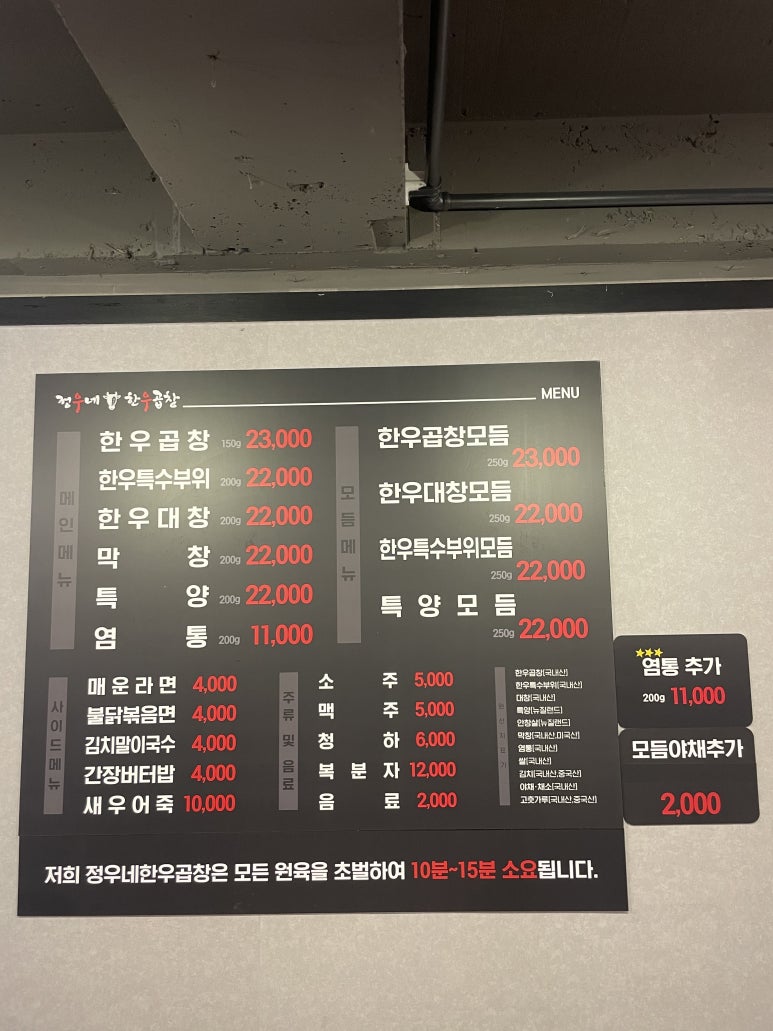 정우네 한우곱창
MENU
메인메뉴
한우곱창 150g 23,000
한우특수부위 200g 22,000
한우대창 200g 22,000
막창 200g 22,000
특양 200g 22,000
염통 200g 11,000
모듬메뉴
한우곱창모듬
250g 23,000
한우대창모듬
250g 22,000
한우특수부위모듬
250g 22,000
특양모듬
250g 22,000
사이드메뉴
매운라면 4,000
불닭볶음면 4,000
김치말이국수 4,000
간장버터밥 4,000
새우어죽 10,000
주류 및 음료
소주 5,000
맥주 5,000
청하 6,000
복분자 12,000
음료 2,000
원산지표기
한우곱창[국내산]
한우특수부위[국내산]
대창[국내산]
특양[뉴질랜드]
안창살[뉴질랜드]
막창[국내산,미국산]
염통[국내산]
쌀[국내산]
김치[국내산,중국산]
야채·채소[국내산]
고춧가루[국내산,중국산]
저희 정우네한우곱창은 모든 원육을 초벌하여 10분~15분 소요됩니다.
염통 추가
200g 11,000
모듬야채추가
2,000